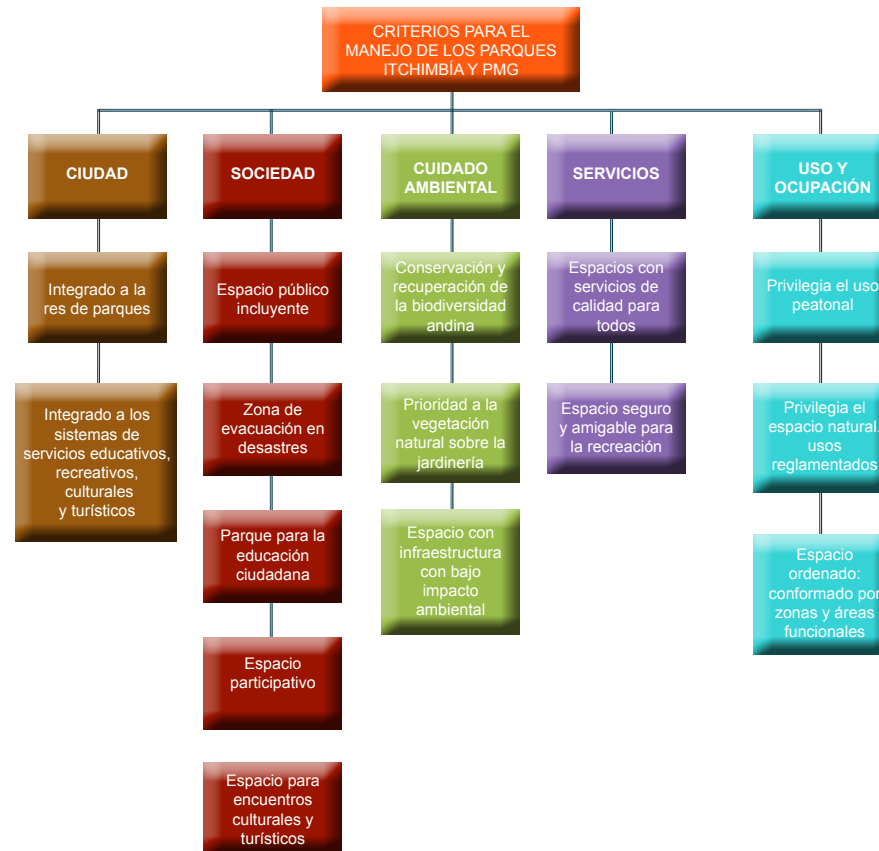 CRITERIOS PARA EL
MANEJO DE LOS PARQUES
ITCHIMBÍA Y PMG
CIUDAD
Integrado a la
res de parques
Integrado a los
sistemas de
servicios educativos,
recreativos,
culturales
y turísticos
SOCIEDAD
Espacio público
incluyente
Zona de
evacuación en
desastres
Parque para la
educación
ciudadana
Espacio
participativo
Espacio para
encuentros
culturales y
turísticos
CUIDADO
AMBIENTAL
Conservación y
recuperación de
la biodiversidad
andina
Prioridad a la
vegetación
natural sobre la
jardinería
Espacio con
infraestructura
con bajo
impacto
ambiental
SERVICIOS
Espacios con
servicios de
calidad para
todos
Espacio seguro
y amigable para
la recreación
USO Y
OCUPACIÓN
Privilegia el uso
peatonal
Privilegia el
espacio natural.
usos
reglamentados
Espacio
ordenado:
conformado por
zonas y áreas
funcionales